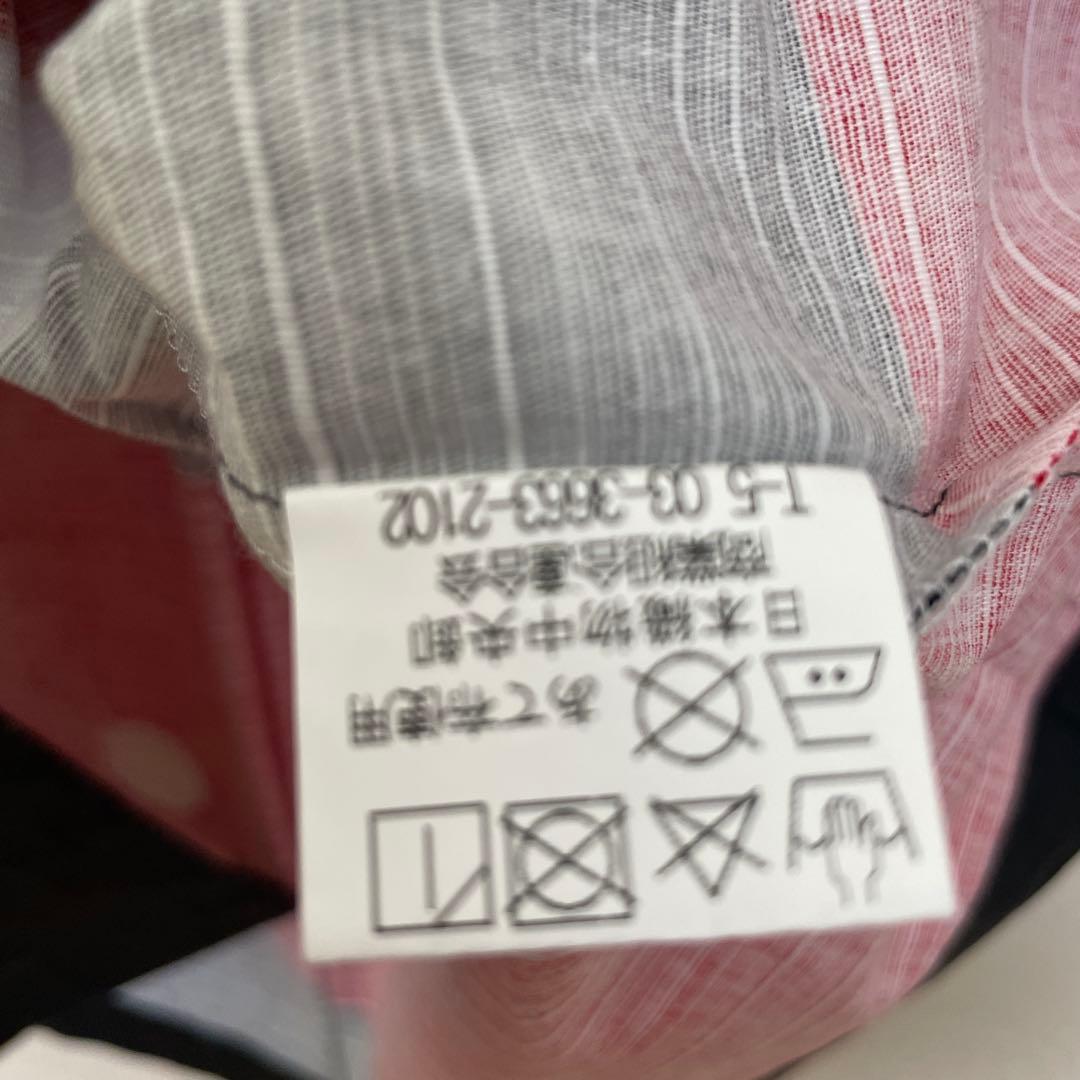 あて布使用
日本織物中央卸
商業組合連合会
T-5 03-3663-2102